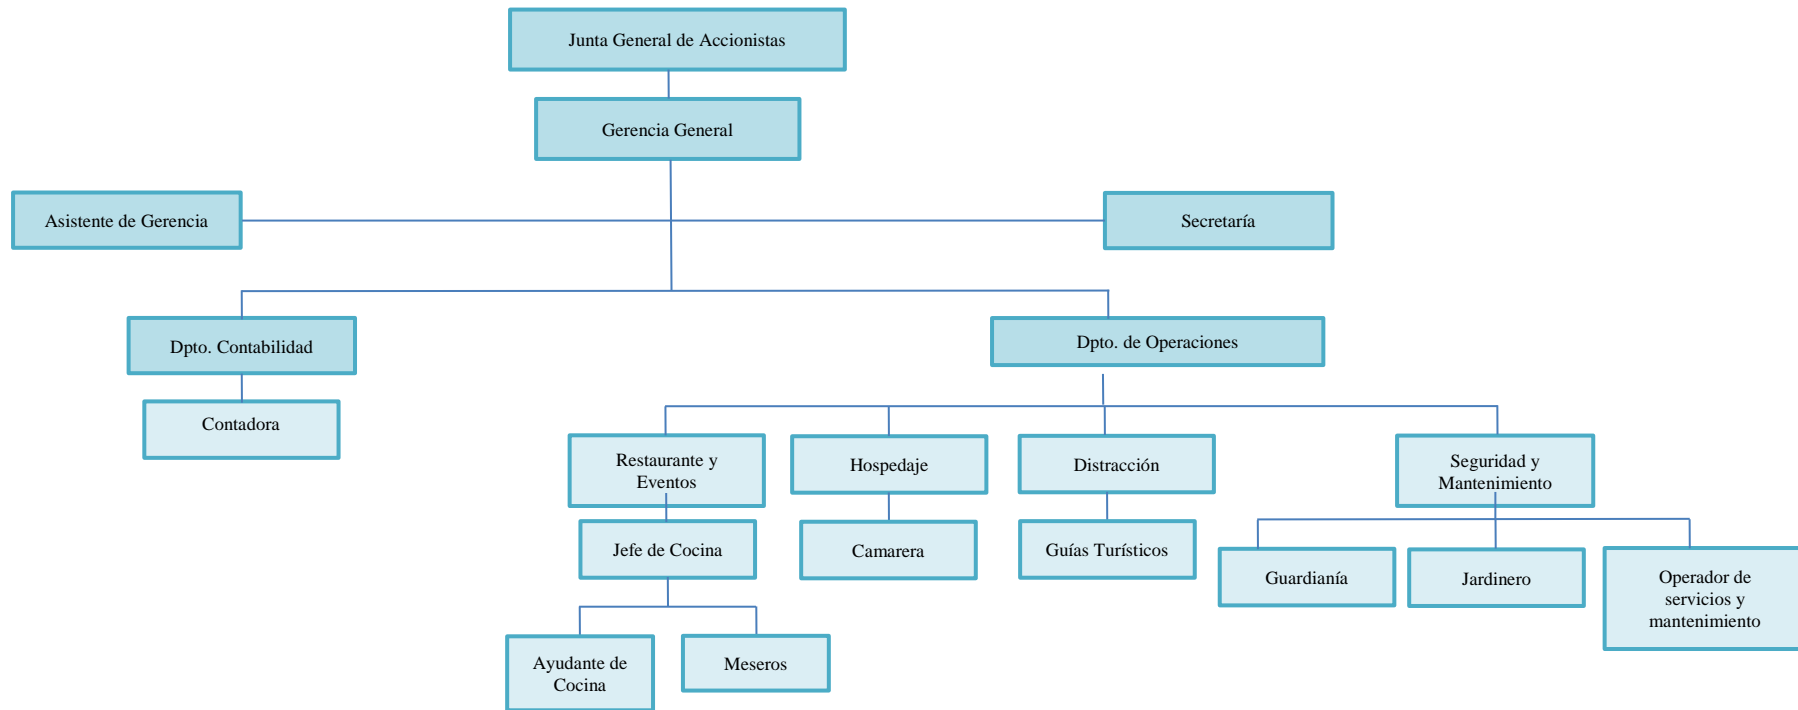 Junta General de Accionistas
Gerencia General
Asistente de Gerencia
Secretaría
Dpto. Contabilidad
Dpto. de Operaciones
Contadora
Restaurante y
Eventos
Hospedaje
Distracción
Seguridad y
Mantenimiento
Jefe de Cocina
Camarera
Guías Turísticos
Guardianía
Jardinero
Operador de
servicios y
mantenimiento
Ayudante de
Cocina
Meseros